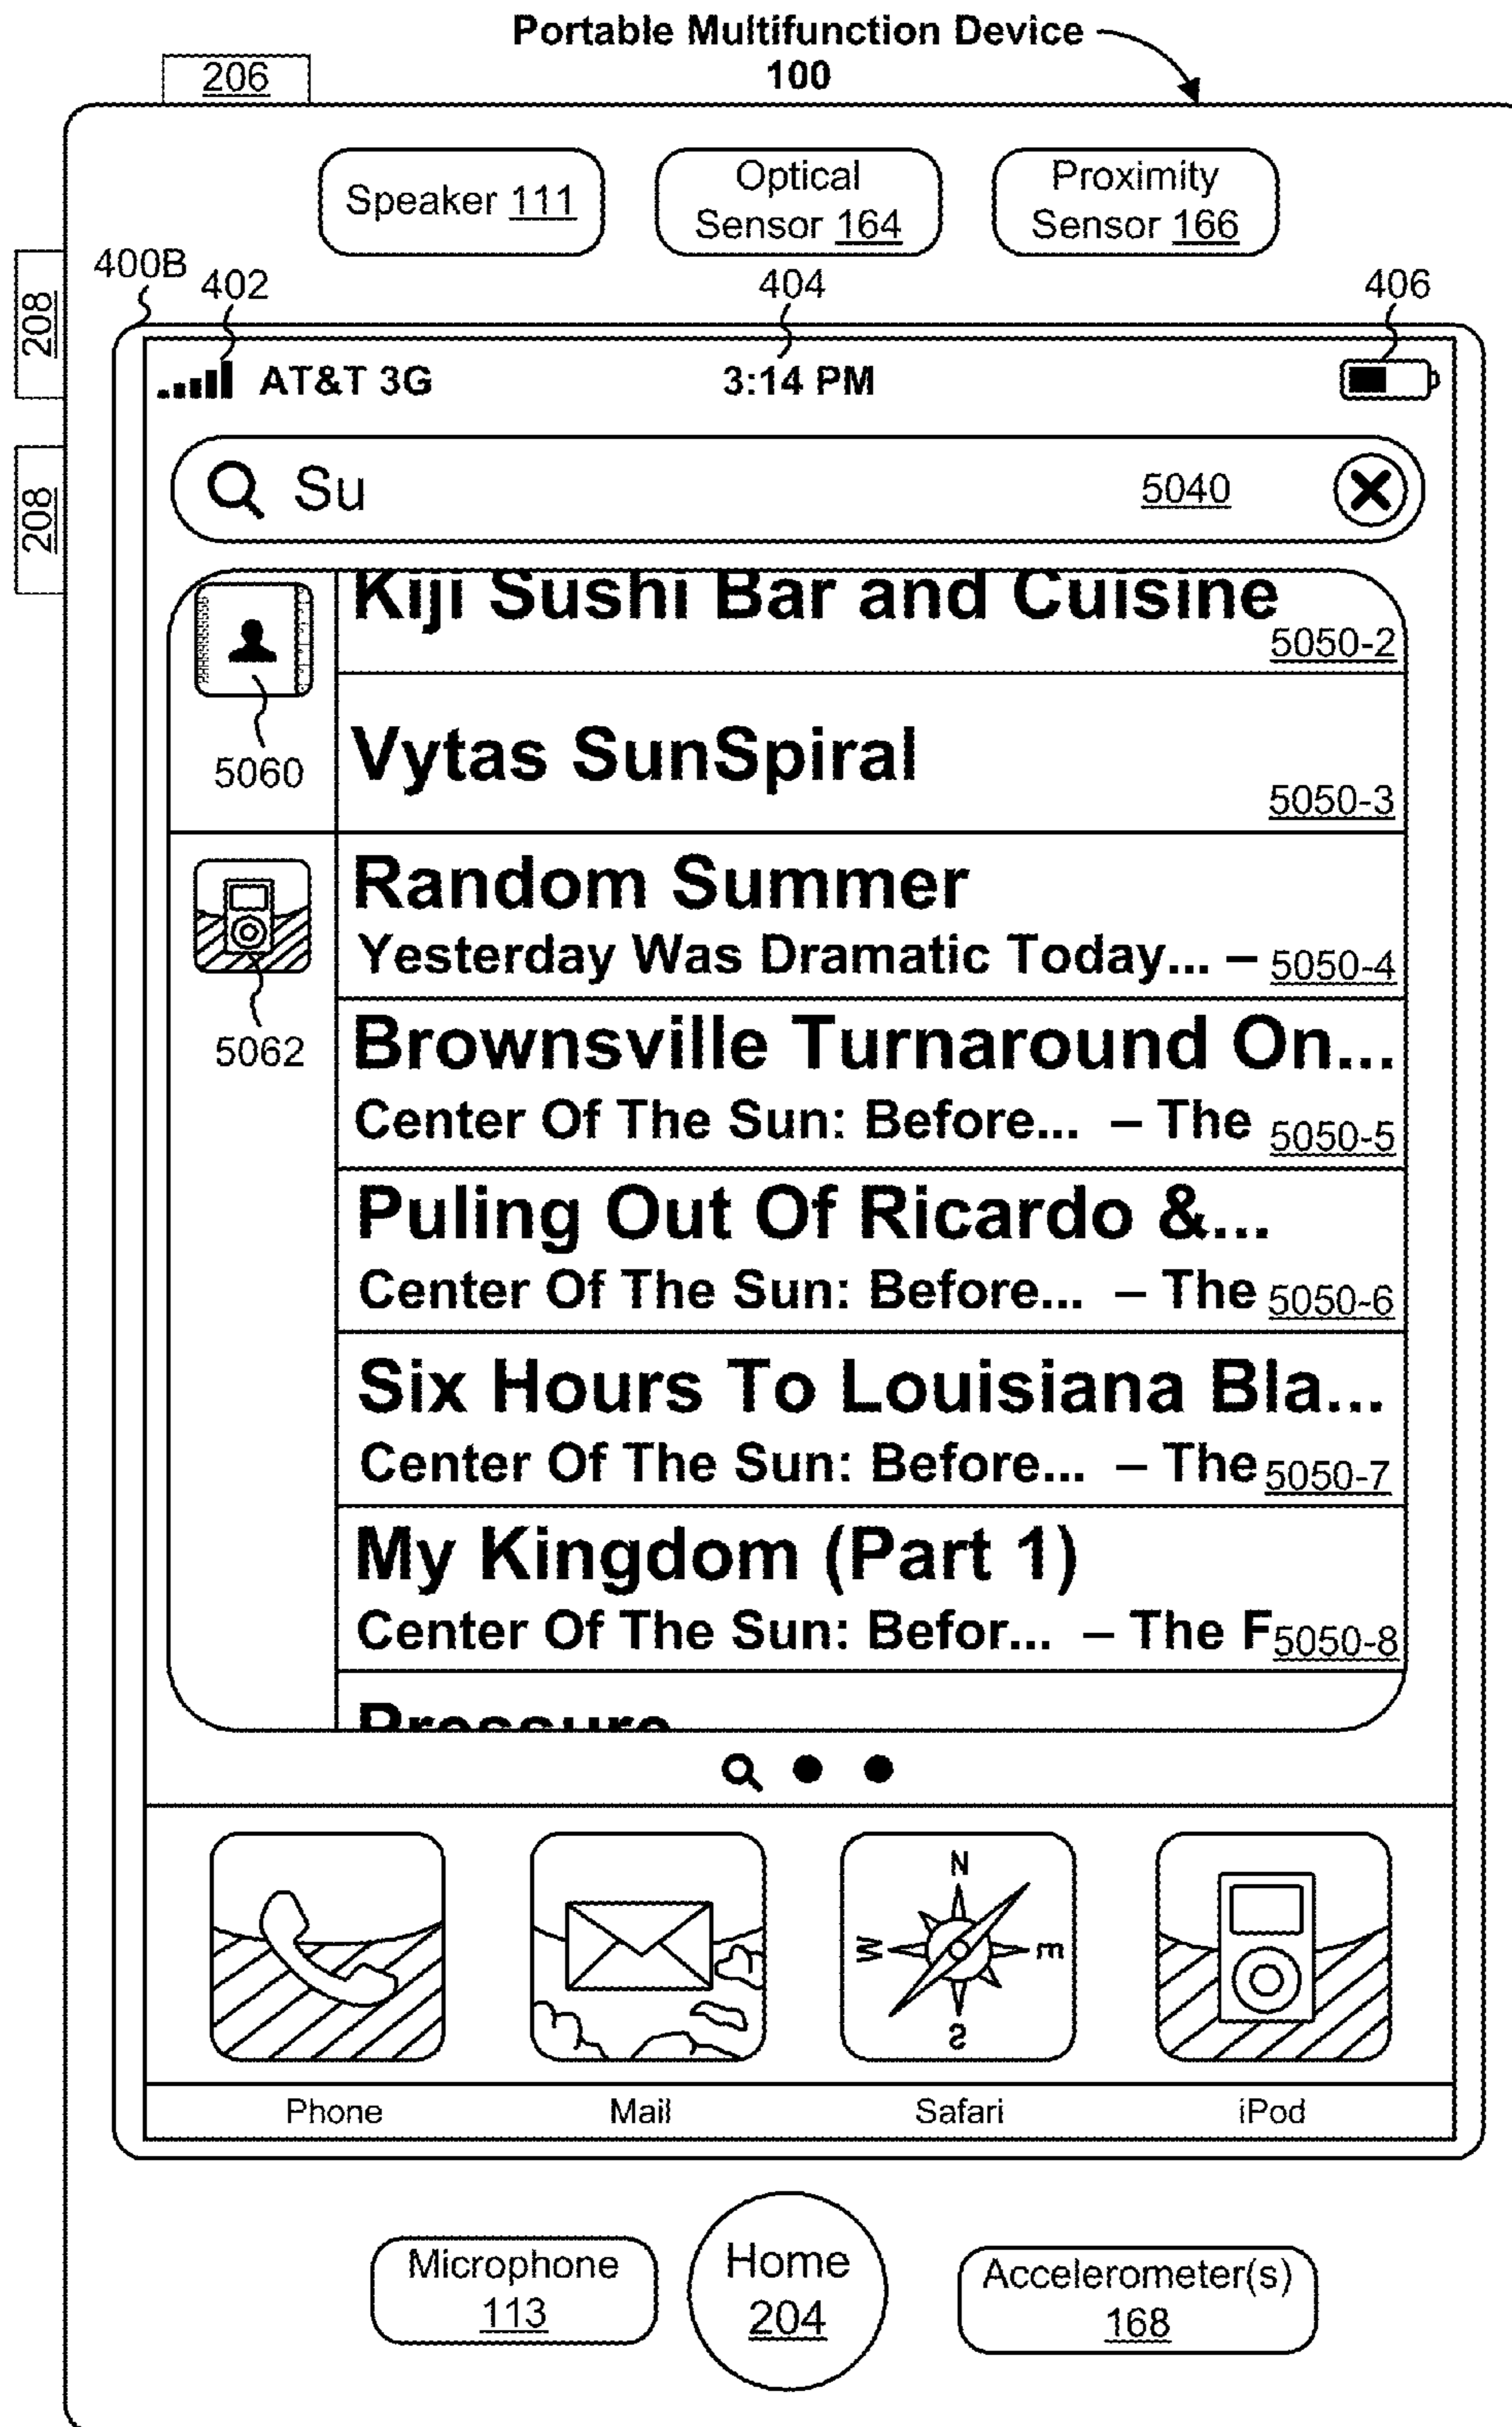 Portable Multifunction Device
100
206
Speaker 111
Optical
Sensor 164
Proximity
Sensor 166
208
208
400B
402
404
406
AT&T 3G
3:14 PM
Su
5040
Kiji Sushi Bar and Cuisine
5050-2
5060
Vytas SunSpiral
5050-3
5062
Random Summer
Yesterday Was Dramatic Today... – 5050-4
Brownsville Turnaround On...
Center Of The Sun: Before... – The 5050-5
Puling Out Of Ricardo &...
Center Of The Sun: Before... – The 5050-6
Six Hours To Louisiana Bla...
Center Of The Sun: Before... – The 5050-7
My Kingdom (Part 1)
Center Of The Sun: Befor... – The F 5050-8
Pressure
N
W
E
S
Phone
Mail
Safari
iPod
Microphone
113
Home
204
Accelerometer(s)
168